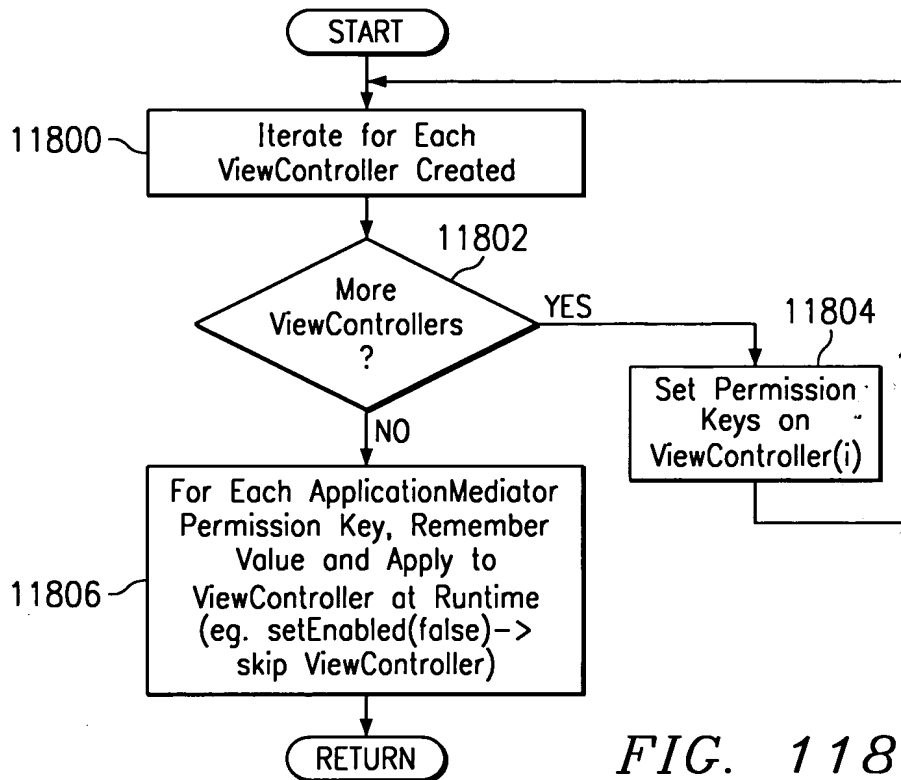 START
11800
Iterate for Each
ViewController Created
11802
More
ViewControllers
?
YES
11804
Set Permission
Keys on
ViewController(i)
NO
11806
For Each ApplicationMediator
Permission Key, Remember
Value and Apply to
ViewController at Runtime
(eg. setEnabled(false)->
skip ViewController)
RETURN
FIG. 118